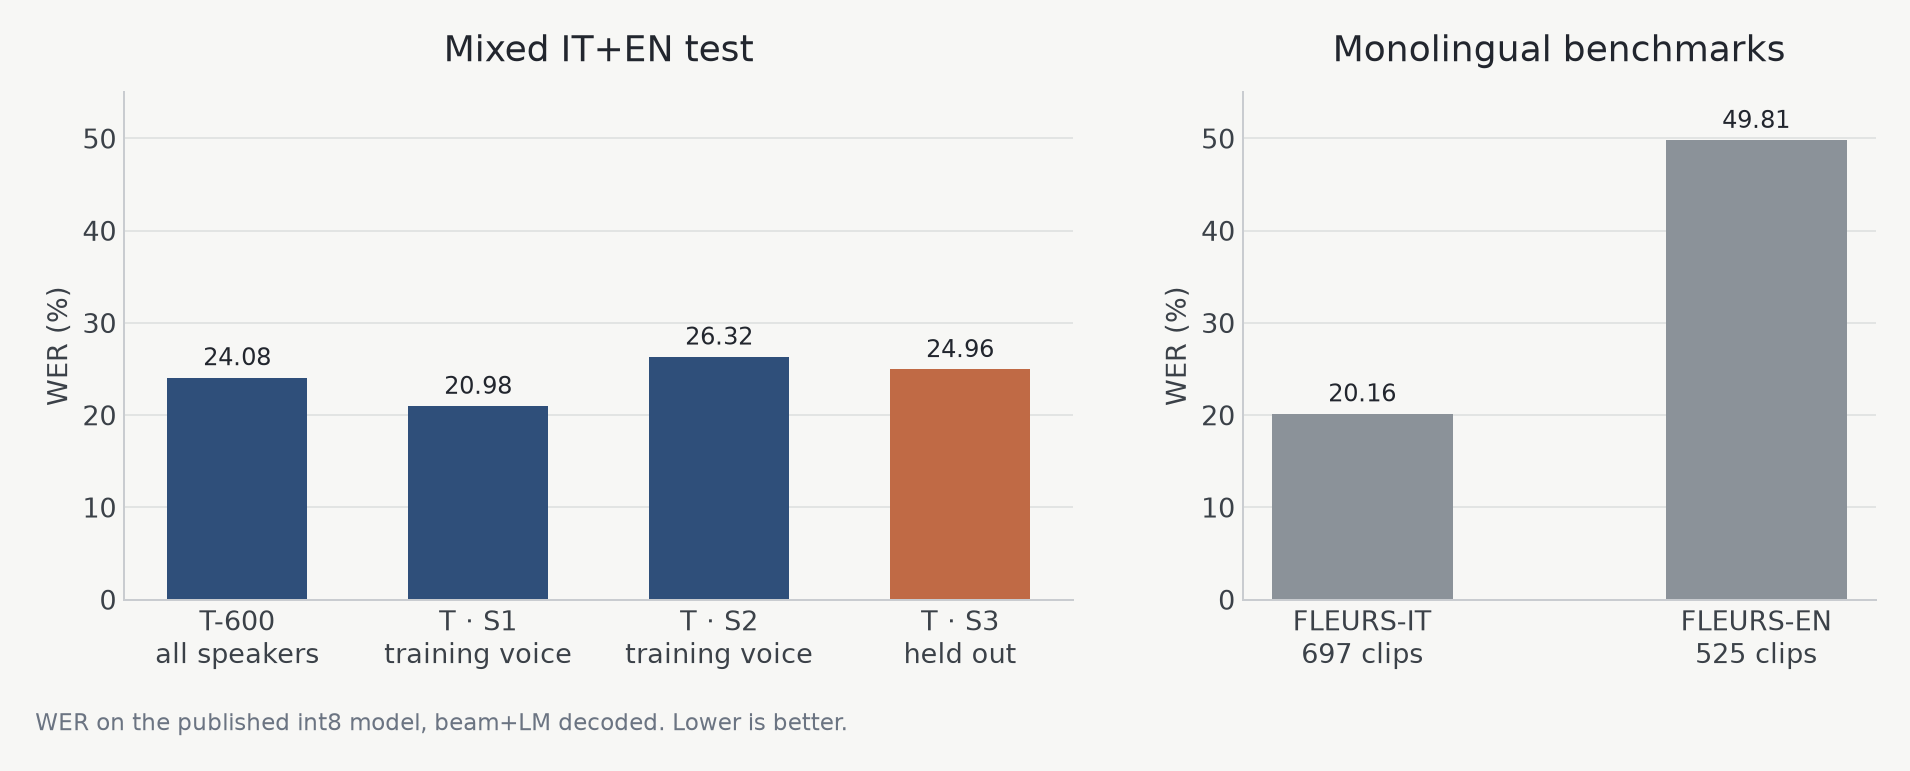 Mixed IT+EN test
WER (%)
50
40
30
20
10
0
24.08
20.98
26.32
24.96
T-600
all speakers
T · S1
training voice
T · S2
training voice
T · S3
held out
Monolingual benchmarks
WER (%)
50
40
30
20
10
0
20.16
49.81
FLEURS-IT
697 clips
FLEURS-EN
525 clips
WER on the published int8 model, beam+LM decoded. Lower is better.